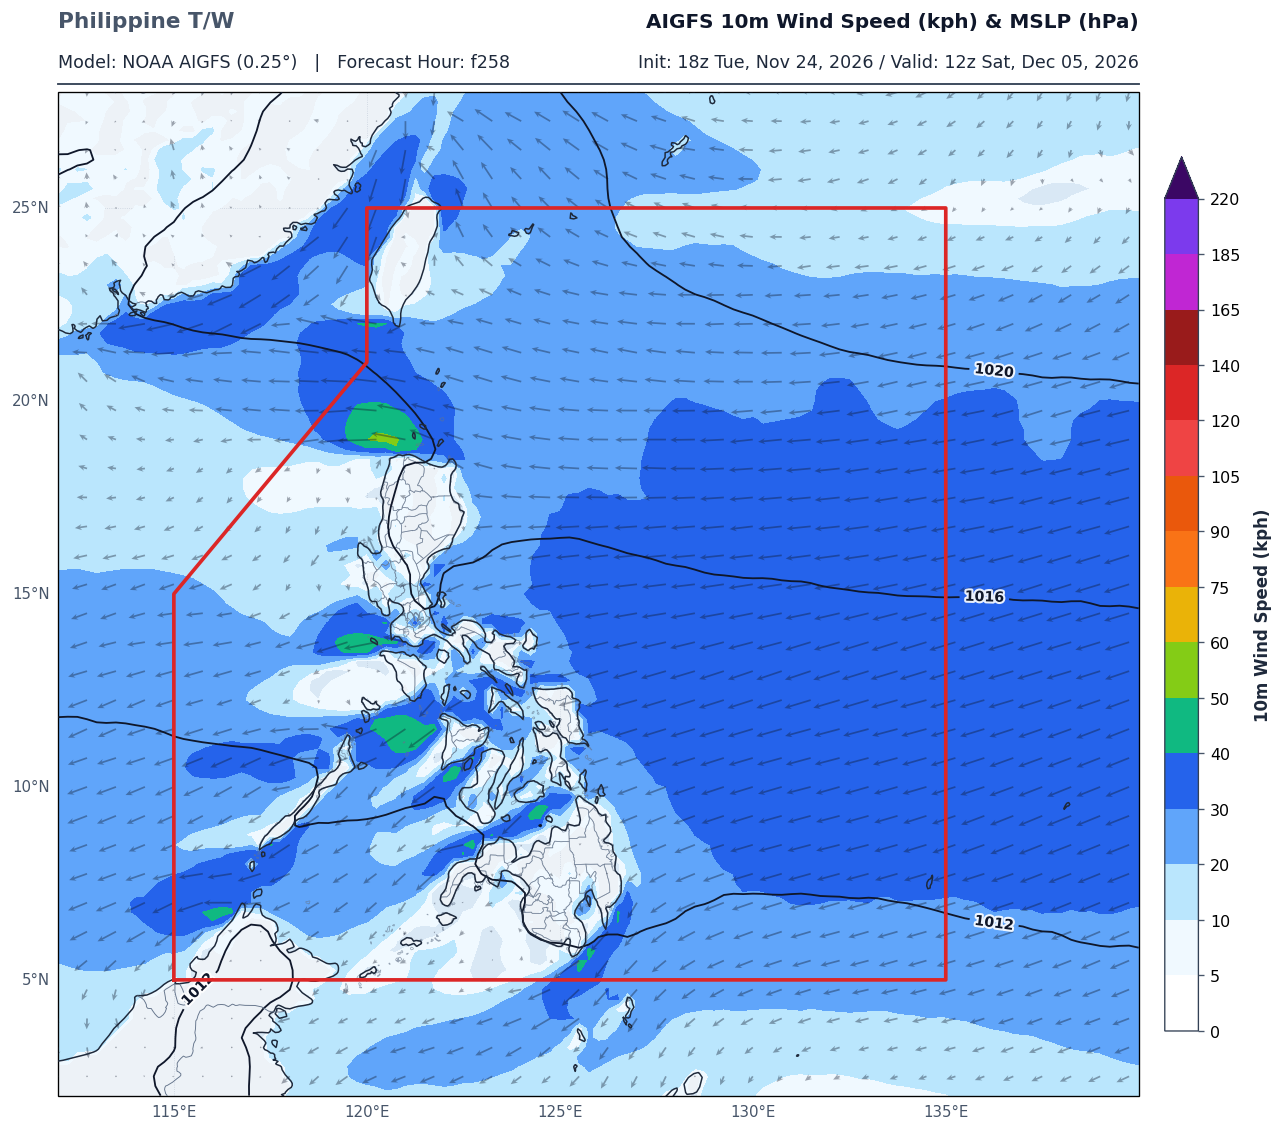 Philippine T/W
AIGFS 10m Wind Speed (kph) & MSLP (hPa)
Model: NOAA AIGFS (0.25°) | Forecast Hour: f258
Init: 18z Tue, Nov 24, 2026 / Valid: 12z Sat, Dec 05, 2026
25°N
20°N
15°N
10°N
5°N
115°E
120°E
125°E
130°E
135°E
1020
1016
1012
1012
220
185
165
140
120
105
90
75
60
50
40
30
20
10
5
0
10m Wind Speed (kph)